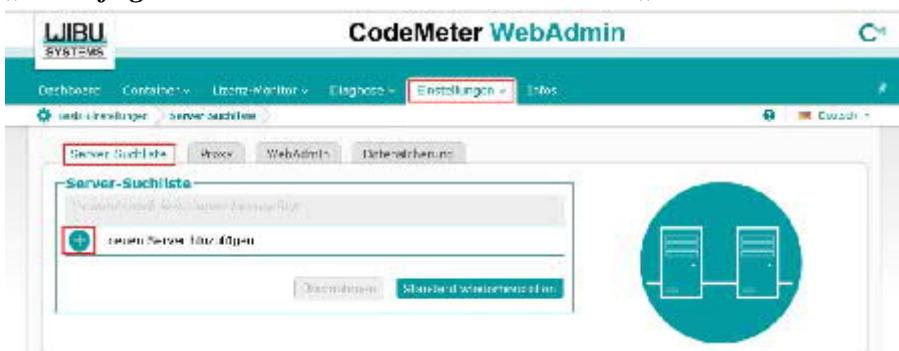 WIBU
SYSTEMS
CodeMeter WebAdmin
Dashboard Container Lizenz-Monitor Diagnose Einstellungen Infos
Server-Suchliste
Deutsch
Server-Suchliste Proxy WebAdmin Datensicherung
Server-Suchliste
neuen Server hinzufügen
Übernehmen Standard wiederherstellen